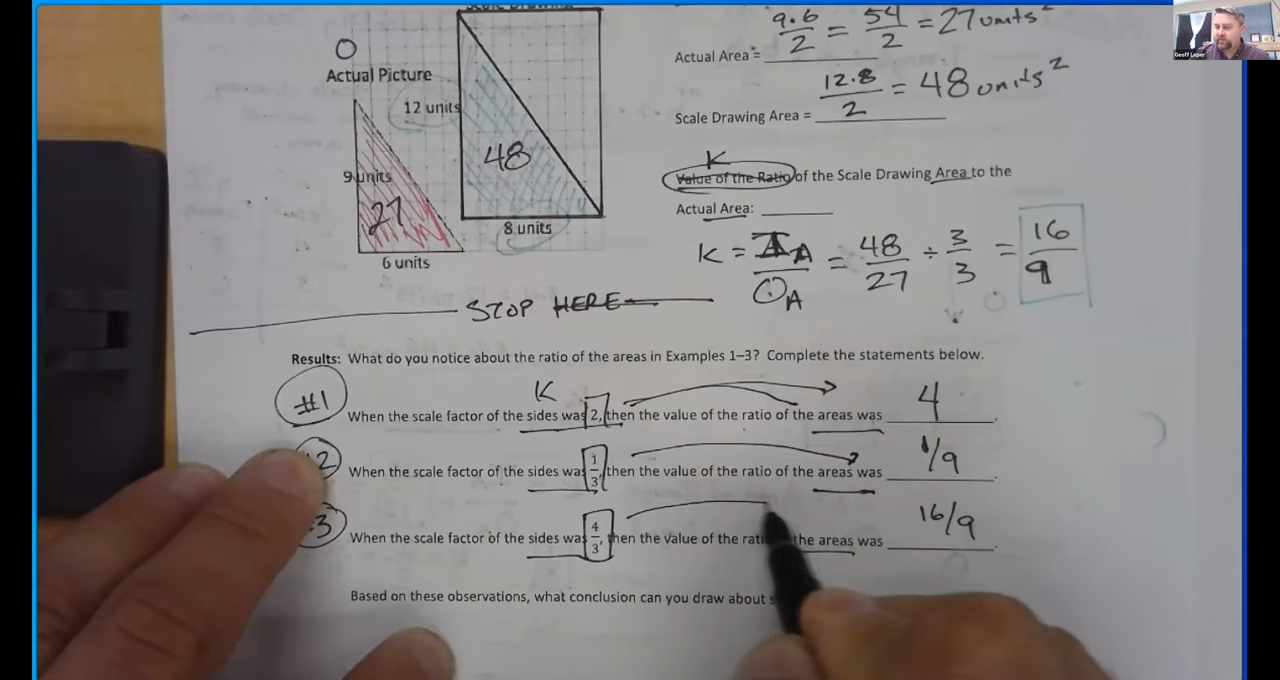 O
Actual Picture
12 units
9 units
48
27
8 units
6 units
9·6/2 = 54/2 = 27 units²
Actual Area =
12·8/2 = 48 units²
Scale Drawing Area =
K
Value of the Ratio of the Scale Drawing Area to the
Actual Area:
K = A/OA = 48/27 ÷ 3/3 = 16/9
STOP HERE
Results: What do you notice about the ratio of the areas in Examples 1–3? Complete the statements below.
K
#1 When the scale factor of the sides was 2, then the value of the ratio of the areas was 4.
2 When the scale factor of the sides was 1/3, then the value of the ratio of the areas was 1/9.
3 When the scale factor of the sides was 4/3, then the value of the the areas was 16/9.
Based on these observations, what conclusion can you draw about
Geoff Loper